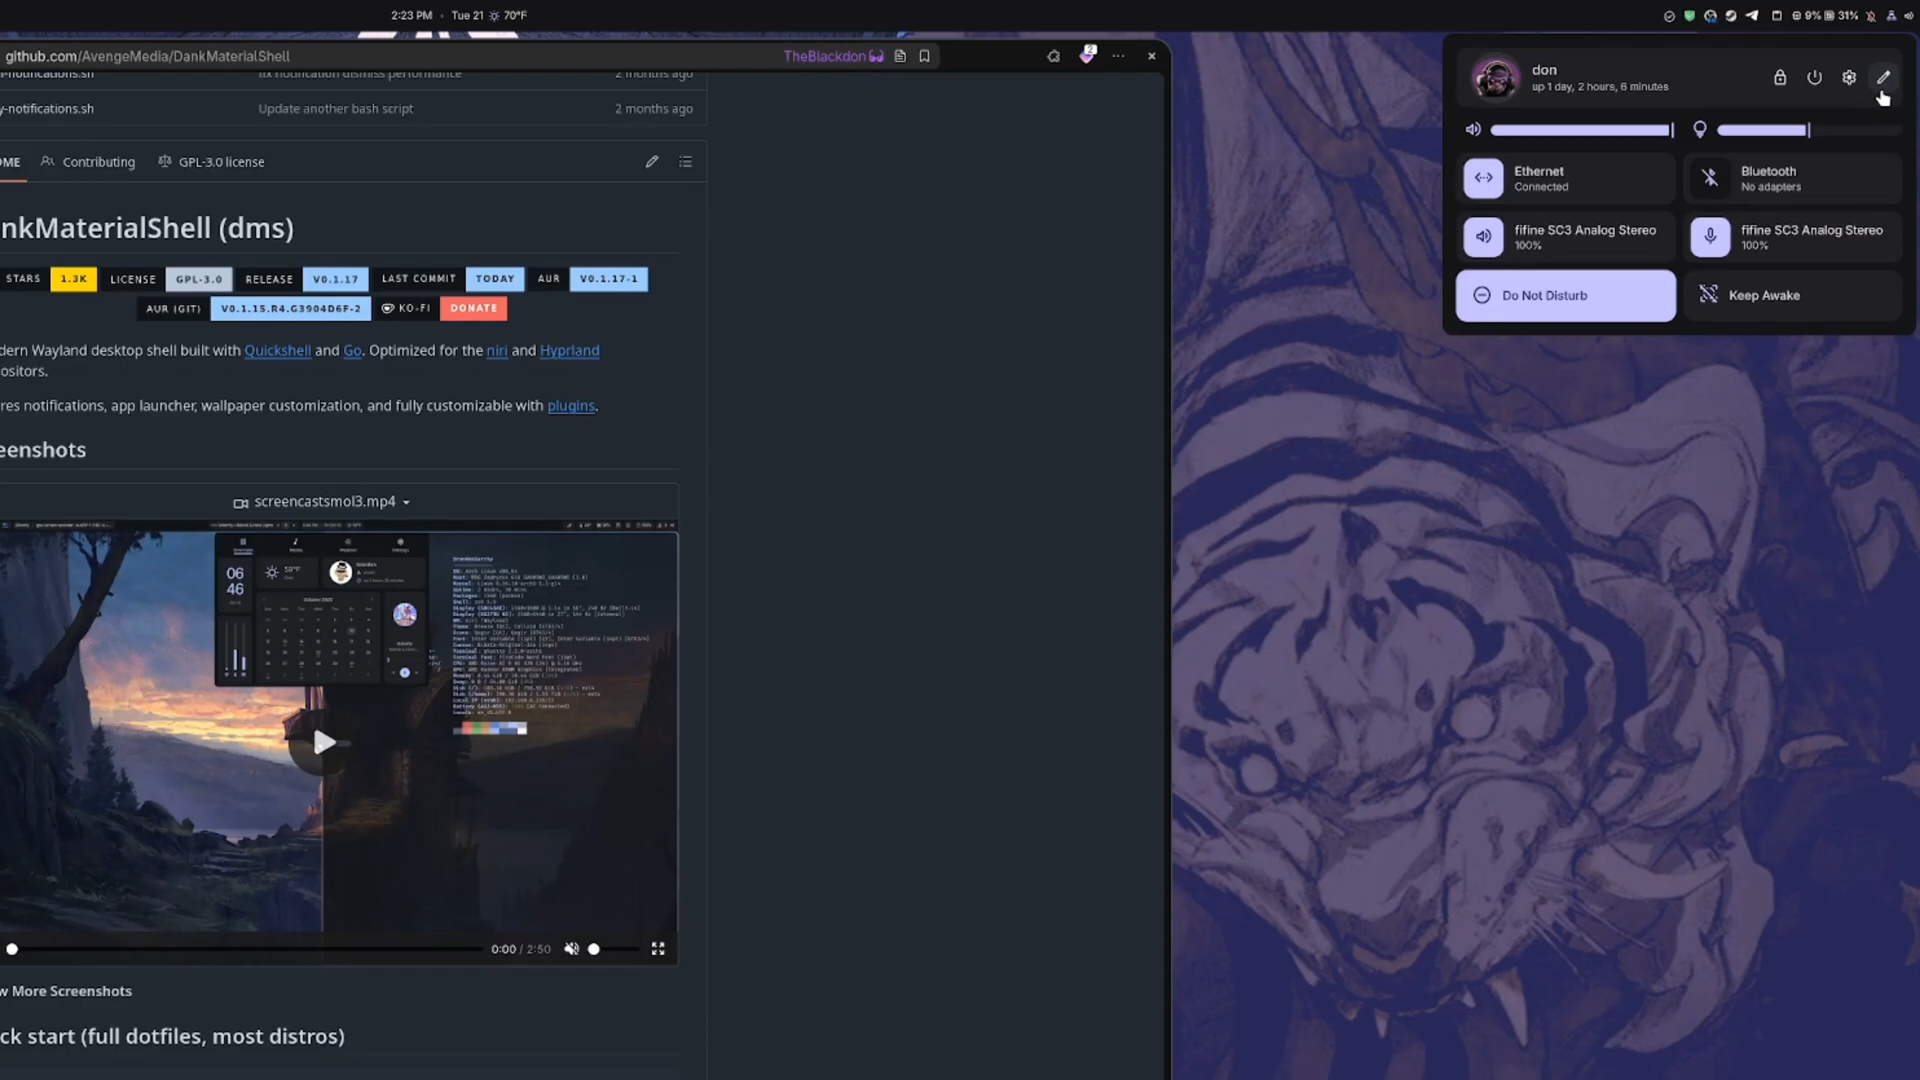 2:23 PM • Tue 21 70°F
9% 31%
github.com/AvengeMedia/DankMaterialShell
TheBlackdon
2
y-notifications.sh Update another bash script 2 months ago
OME Contributing GPL-3.0 license
nkMaterialShell (dms)
STARS 1.3K LICENSE GPL-3.0 RELEASE V0.1.17 LAST COMMIT TODAY AUR V0.1.17-1
AUR (GIT) V0.1.15.R4.G3904D6F-2 KO-FI DONATE
dern Wayland desktop shell built with Quickshell and Go. Optimized for the niri and Hyprland
ositors.
res notifications, app launcher, wallpaper customization, and fully customizable with plugins.
eenshots
screencastsmol3.mp4
06
46
0:00 / 2:50
w More Screenshots
ck start (full dotfiles, most distros)
don
up 1 day, 2 hours, 6 minutes
Ethernet
Connected
Bluetooth
No adapters
fifine SC3 Analog Stereo
100%
fifine SC3 Analog Stereo
100%
Do Not Disturb
Keep Awake